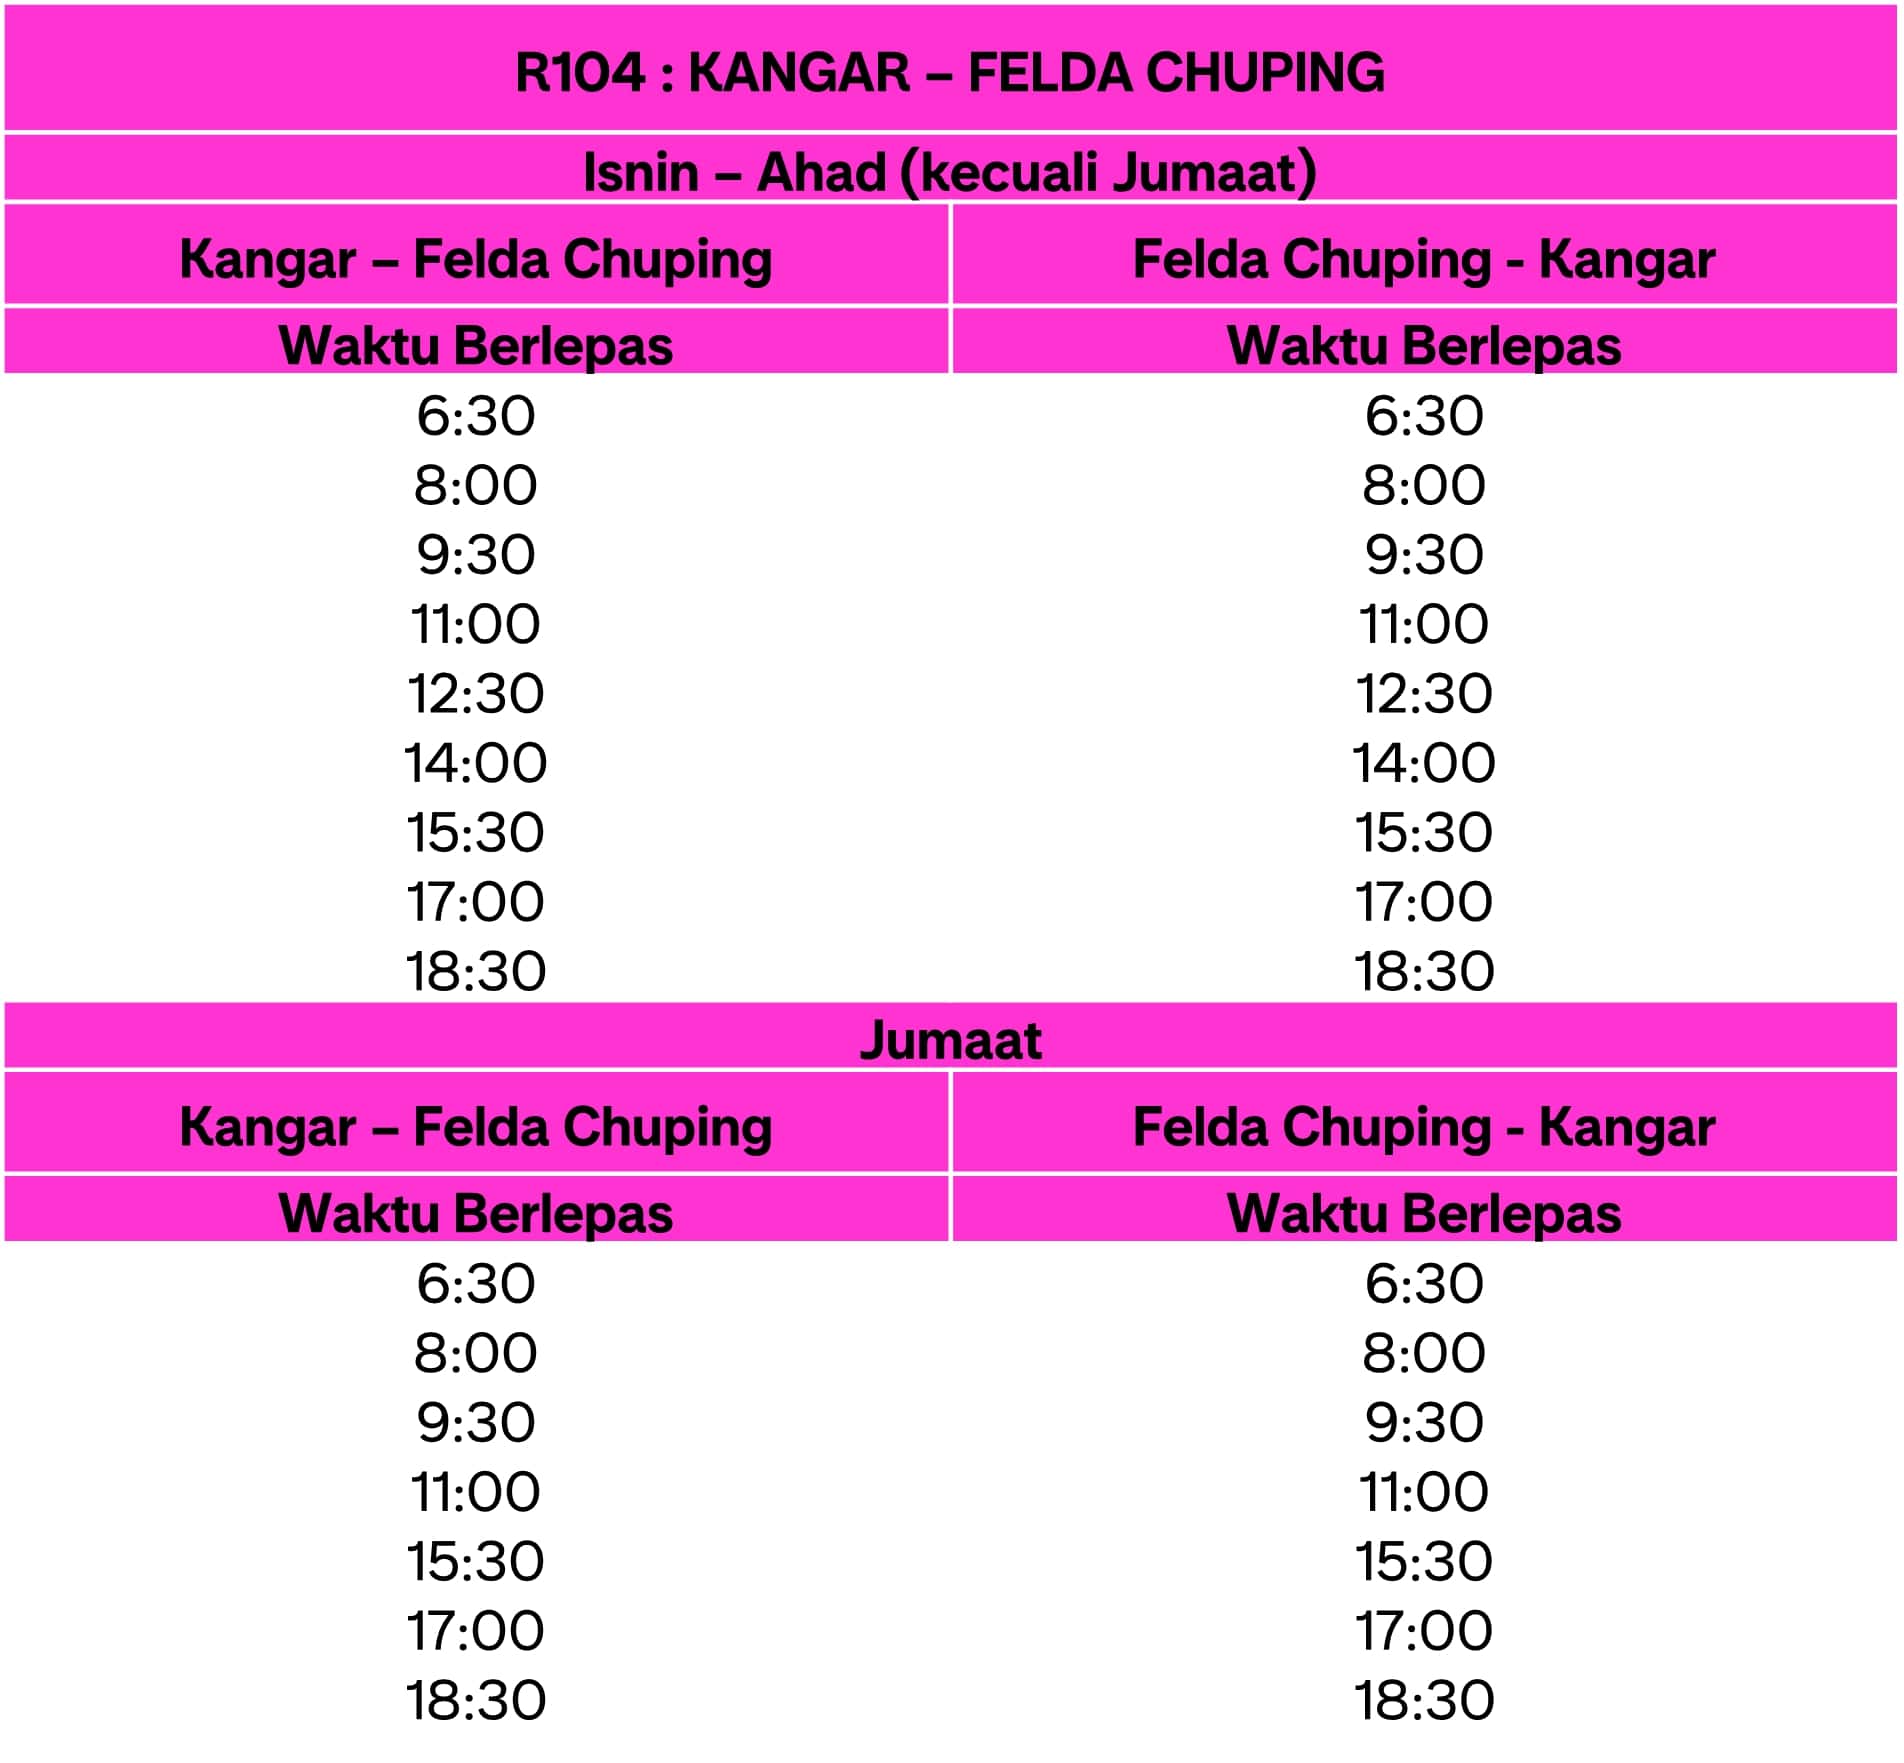 R104 : KANGAR – FELDA CHUPING
Isnin – Ahad (kecuali Jumaat)
Kangar – Felda Chuping Felda Chuping - Kangar
Waktu Berlepas Waktu Berlepas
6:30 6:30
8:00 8:00
9:30 9:30
11:00 11:00
12:30 12:30
14:00 14:00
15:30 15:30
17:00 17:00
18:30 18:30
Jumaat
Kangar – Felda Chuping Felda Chuping - Kangar
Waktu Berlepas Waktu Berlepas
6:30 6:30
8:00 8:00
9:30 9:30
11:00 11:00
15:30 15:30
17:00 17:00
18:30 18:30